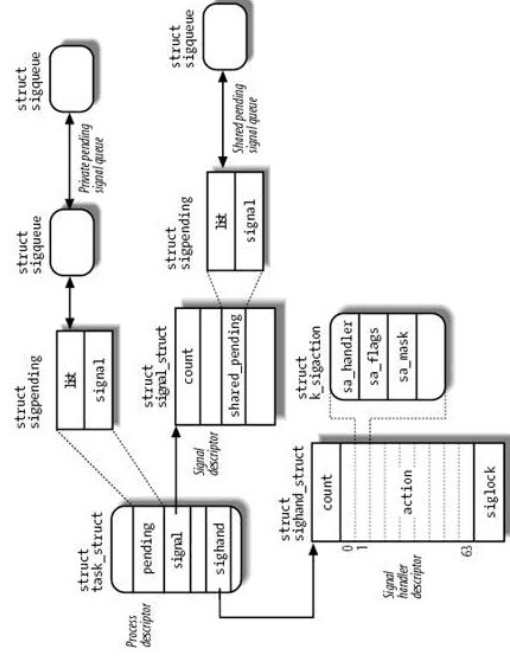 struct
task_struct
Process
descriptor
pending
signal
sighand
struct
sigpending
list
signal
struct
sigqueue
Private pending
signal queue
struct
sigqueue
Signal
descriptor
struct
signal_struct
count
shared_pending
struct
sigpending
list
signal
Shared pending
signal queue
struct
sigqueue
Signal
handler
descriptor
struct
sighand_struct
count
0
1
action
63
siglock
struct
k_sigaction
sa_handler
sa_flags
sa_mask